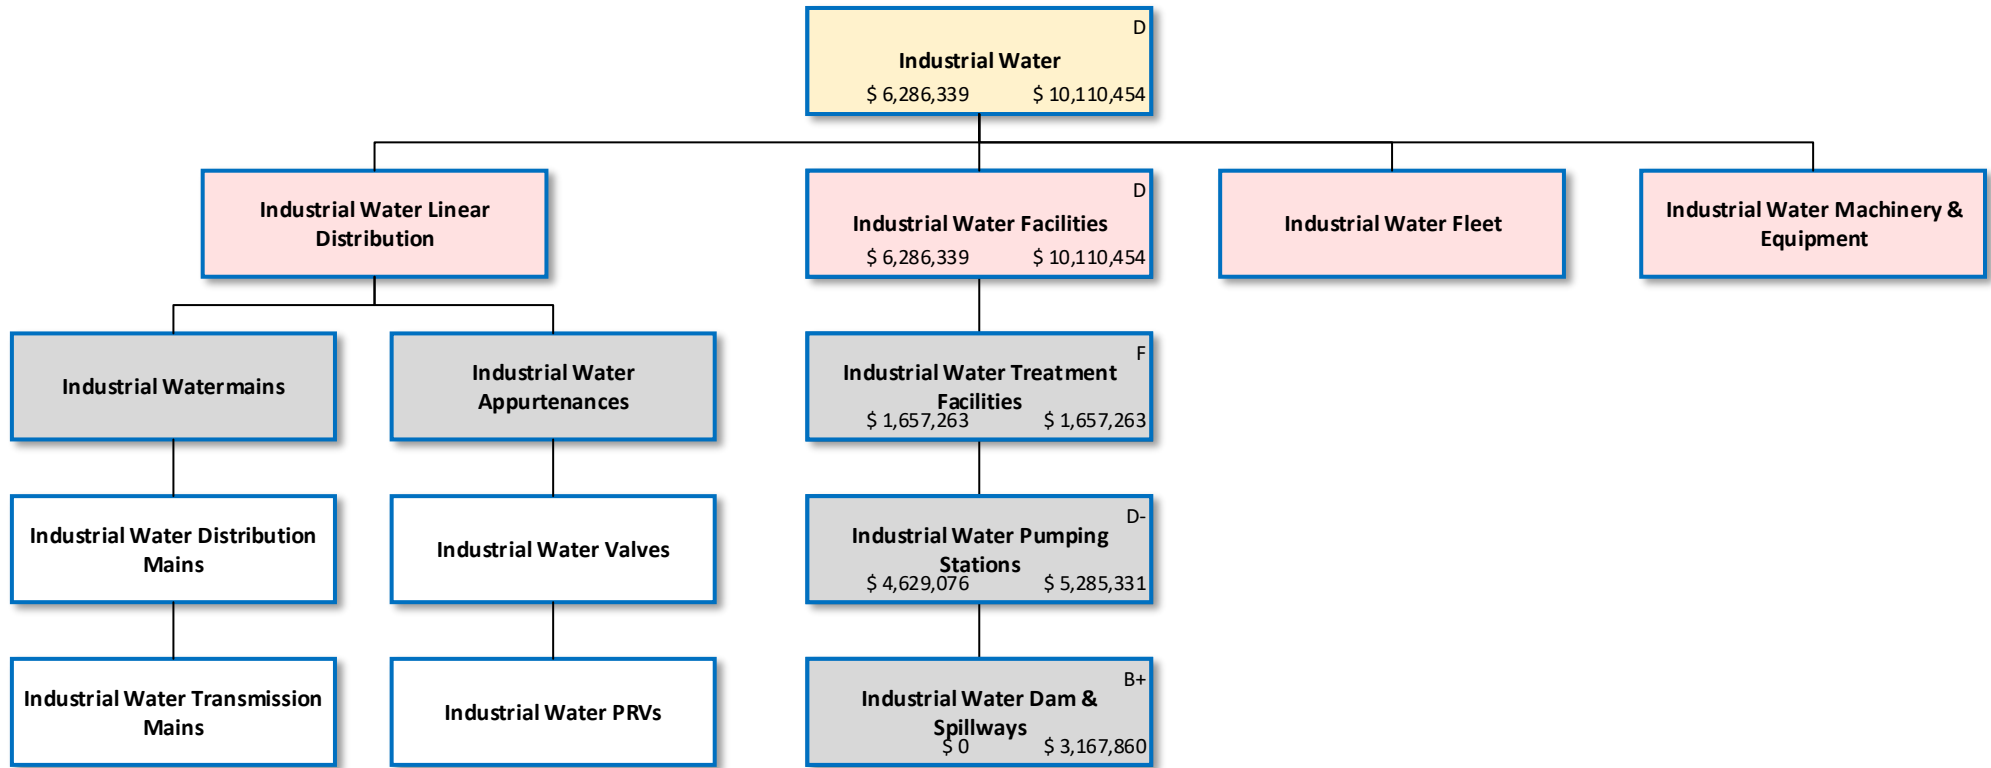 D
Industrial Water
$ 6,286,339 $ 10,110,454
Industrial Water Linear
Distribution
D
Industrial Water Facilities
$ 6,286,339 $ 10,110,454
Industrial Water Fleet
Industrial Water Machinery &
Equipment
Industrial Watermains
Industrial Water
Appurtenances
F
Industrial Water Treatment
Facilities
$ 1,657,263 $ 1,657,263
Industrial Water Distribution
Mains
Industrial Water Valves
D-
Industrial Water Pumping
Stations
$ 4,629,076 $ 5,285,331
Industrial Water Transmission
Mains
Industrial Water PRVs
B+
Industrial Water Dam &
Spillways
$ 0 $ 3,167,860